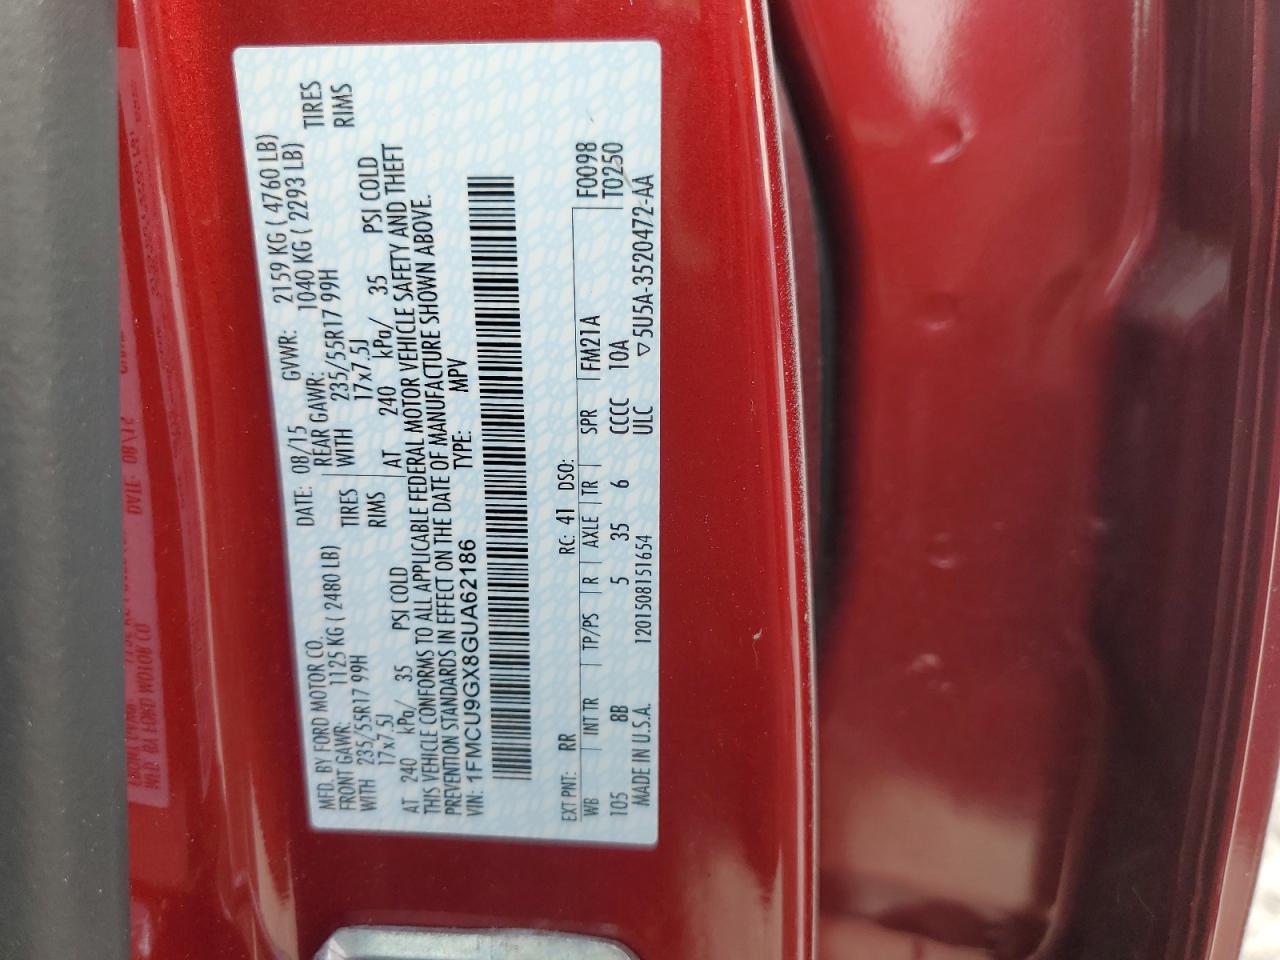 MFD. BY FORD MOTOR CO.
DATE: 08/15 GVWR: 2159 KG ( 4760 LB)
FRONT GAWR: 1125 KG ( 2480 LB)
REAR GAWR: 1040 KG ( 2293 LB)
WITH 235/55R17 99H TIRES
WITH 235/55R17 99H TIRES
17x7.5J RIMS
17x7.5J RIMS
AT 240 kPa/ 35 PSI COLD
AT 240 kPa/ 35 PSI COLD
THIS VEHICLE CONFORMS TO ALL APPLICABLE FEDERAL MOTOR VEHICLE SAFETY AND THEFT
PREVENTION STANDARDS IN EFFECT ON THE DATE OF MANUFACTURE SHOWN ABOVE.
VIN: 1FMCU9GX8GUA62186 TYPE: MPV
EXT PNT: RR RC: 41 DSO: F0098
WB INT TR TP/PS R AXLE TR SPR FM21A T0250
105 8B 5 35 6 CCCC 10A
MADE IN U.S.A. 1201508151654 ULC ▽5U5A-3520472-AA